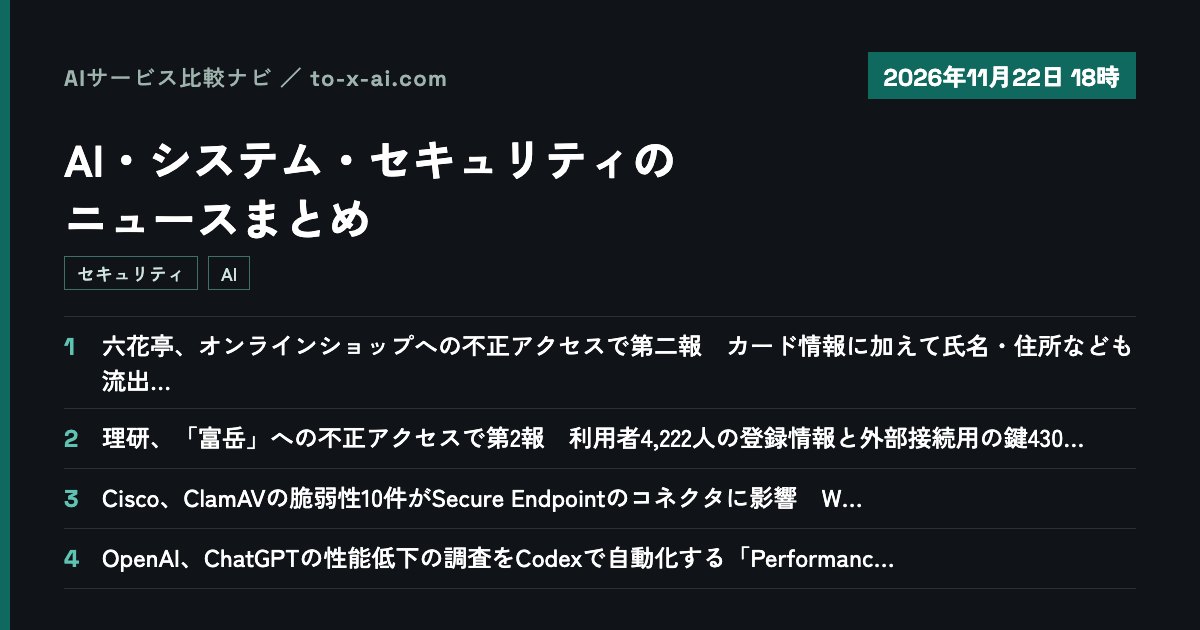 AIサービス比較ナビ ／ to-x-ai.com
2026年11月22日 18時
AI・システム・セキュリティの
ニュースまとめ
セキュリティ
AI
1 六花亭、オンラインショップへの不正アクセスで第二報　カード情報に加えて氏名・住所なども
流出…
2 理研、「富岳」への不正アクセスで第2報　利用者4,222人の登録情報と外部接続用の鍵430…
3 Cisco、ClamAVの脆弱性10件がSecure Endpointのコネクタに影響　W…
4 OpenAI、ChatGPTの性能低下の調査をCodexで自動化する「Performanc…